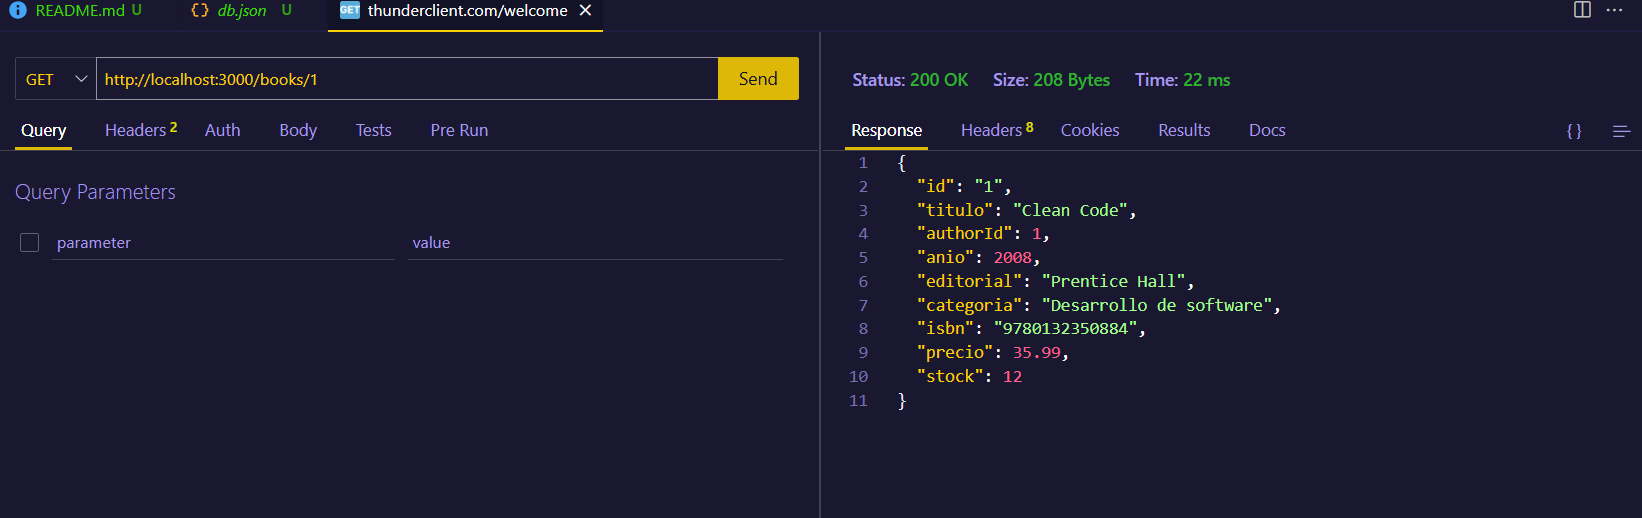 README.md U {} db.json U GET thunderclient.com/welcome ✕ ···
GET http://localhost:3000/books/1 Send
Query Headers 2 Auth Body Tests Pre Run
Query Parameters
parameter value
Status: 200 OK Size: 208 Bytes Time: 22 ms
Response Headers 8 Cookies Results Docs {}
1 {
2 "id": "1",
3 "titulo": "Clean Code",
4 "authorId": 1,
5 "anio": 2008,
6 "editorial": "Prentice Hall",
7 "categoria": "Desarrollo de software",
8 "isbn": "9780132350884",
9 "precio": 35.99,
10 "stock": 12
11 }